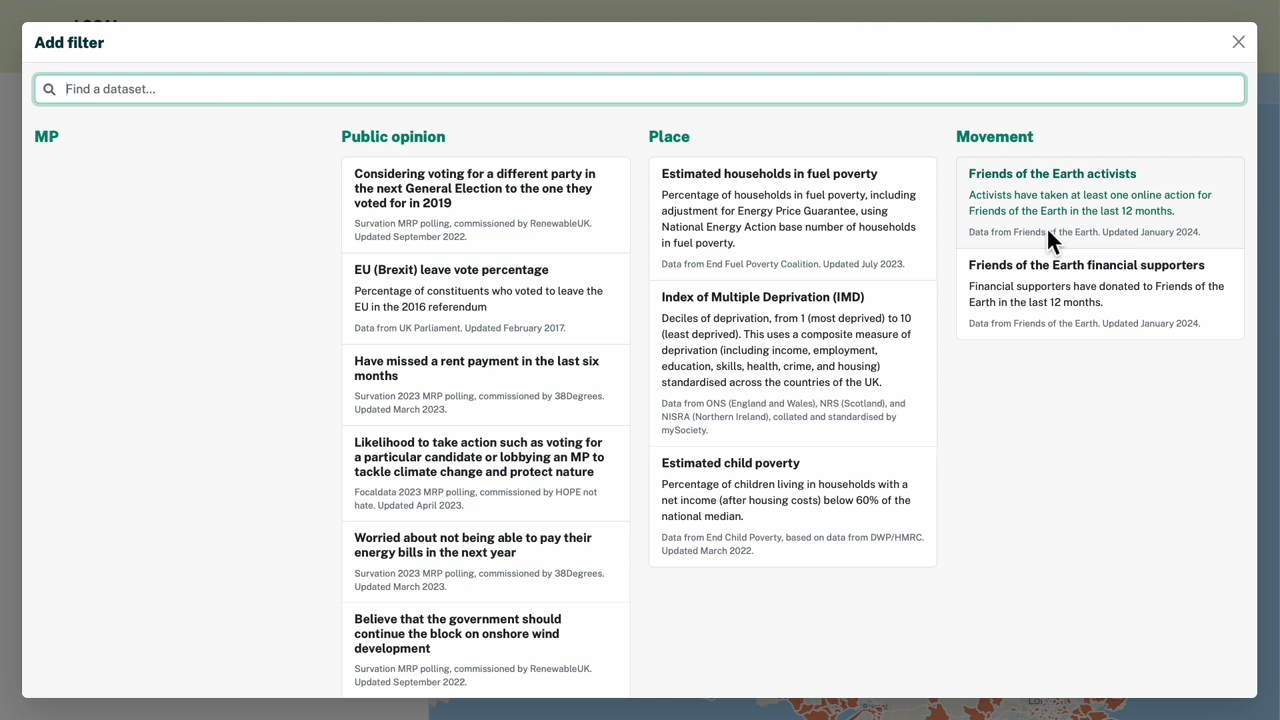 Add filter
Find a dataset...
MP
Public opinion
Considering voting for a different party in
the next General Election to the one they
voted for in 2019
Survation MRP polling, commissioned by RenewableUK.
Updated September 2022.
EU (Brexit) leave vote percentage
Percentage of constituents who voted to leave the
EU in the 2016 referendum
Data from UK Parliament. Updated February 2017.
Have missed a rent payment in the last six
months
Survation 2023 MRP polling, commissioned by 38Degrees.
Updated March 2023.
Likelihood to take action such as voting for
a particular candidate or lobbying an MP to
tackle climate change and protect nature
Focaldata 2023 MRP polling, commissioned by HOPE not
hate. Updated April 2023.
Worried about not being able to pay their
energy bills in the next year
Survation 2023 MRP polling, commissioned by 38Degrees.
Updated March 2023.
Believe that the government should
continue the block on onshore wind
development
Survation MRP polling, commissioned by RenewableUK.
Updated September 2022.
Place
Estimated households in fuel poverty
Percentage of households in fuel poverty, including
adjustment for Energy Price Guarantee, using
National Energy Action base number of households
in fuel poverty.
Data from End Fuel Poverty Coalition. Updated July 2023.
Index of Multiple Deprivation (IMD)
Deciles of deprivation, from 1 (most deprived) to 10
(least deprived). This uses a composite measure of
deprivation (including income, employment,
education, skills, health, crime, and housing)
standardised across the countries of the UK.
Data from ONS (England and Wales), NRS (Scotland), and
NISRA (Northern Ireland), collated and standardised by
mySociety.
Estimated child poverty
Percentage of children living in households with a
net income (after housing costs) below 60% of the
national median.
Data from End Child Poverty, based on data from DWP/HMRC.
Updated March 2022.
Movement
Friends of the Earth activists
Activists have taken at least one online action for
Friends of the Earth in the last 12 months.
Data from Friends of the Earth. Updated January 2024.
Friends of the Earth financial supporters
Financial supporters have donated to Friends of the
Earth in the last 12 months.
Data from Friends of the Earth. Updated January 2024.